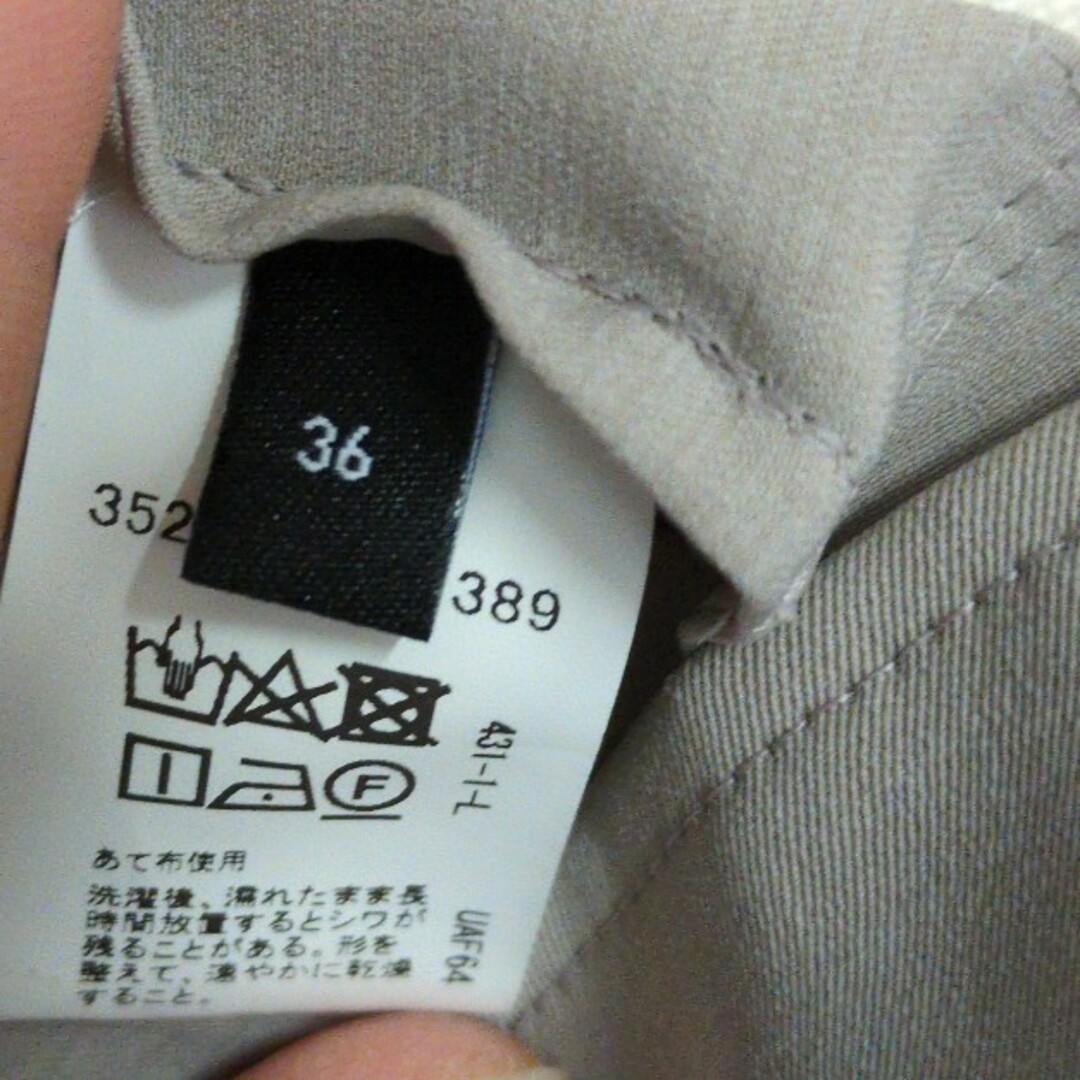 36
352
389
431-1-L
F
あて布使用
洗濯後、濡れたまま長
時間放置するとシワが
残ることがある。形を
整えて、速やかに乾燥
すること。
UAF64